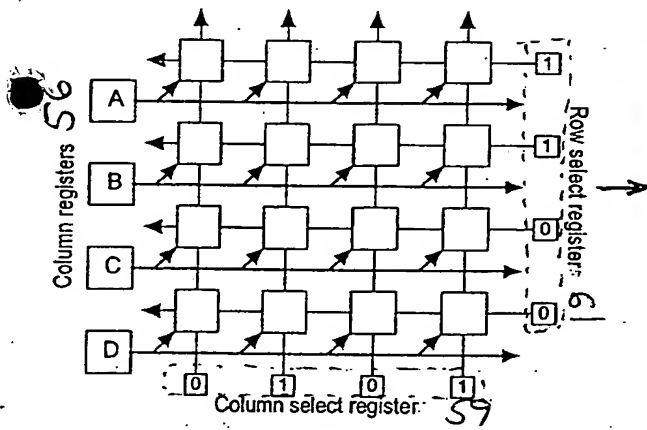 1
A
1
B
0
C
0
D
0 1 0 1
Column registers 56
Row select register 61
Column select register 59